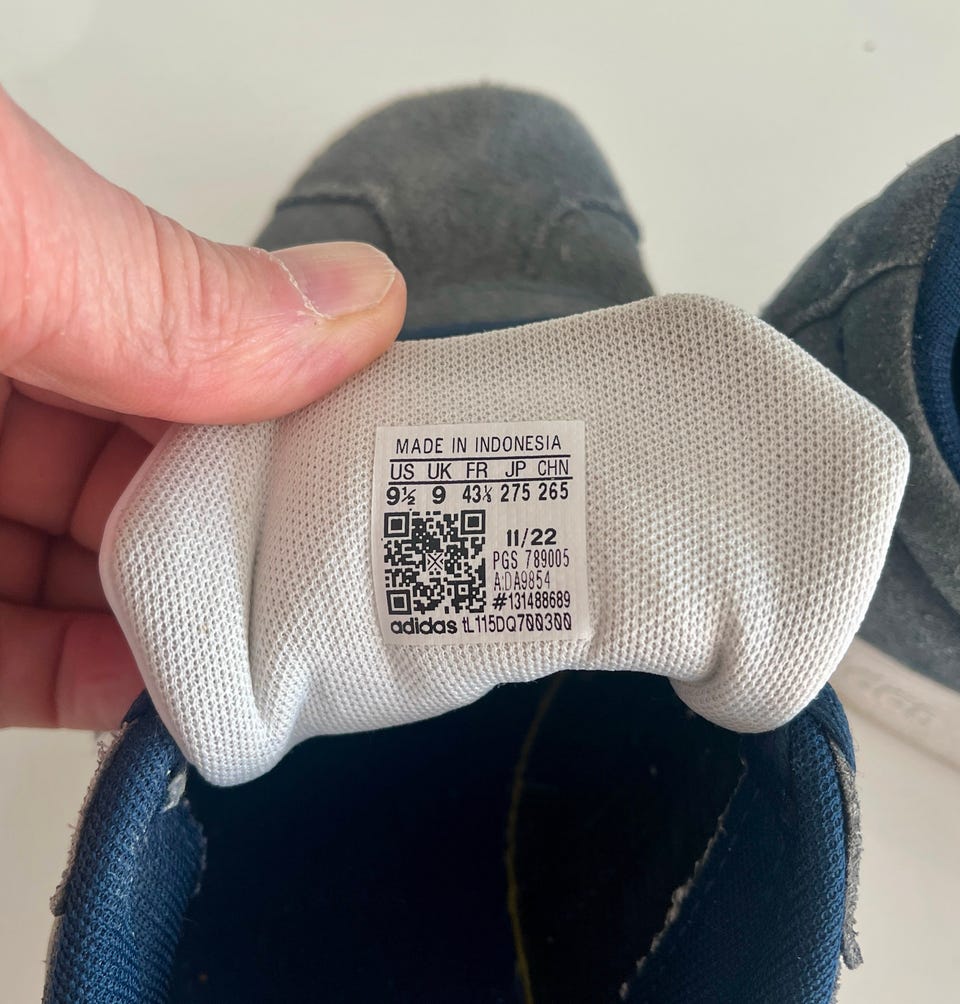 MADE IN INDONESIA
US UK FR JP CHN
9½ 9 43⅓ 275 265
11/22
PGS 789005
A:DA9854
#131488689
adidas tL115DQ700300